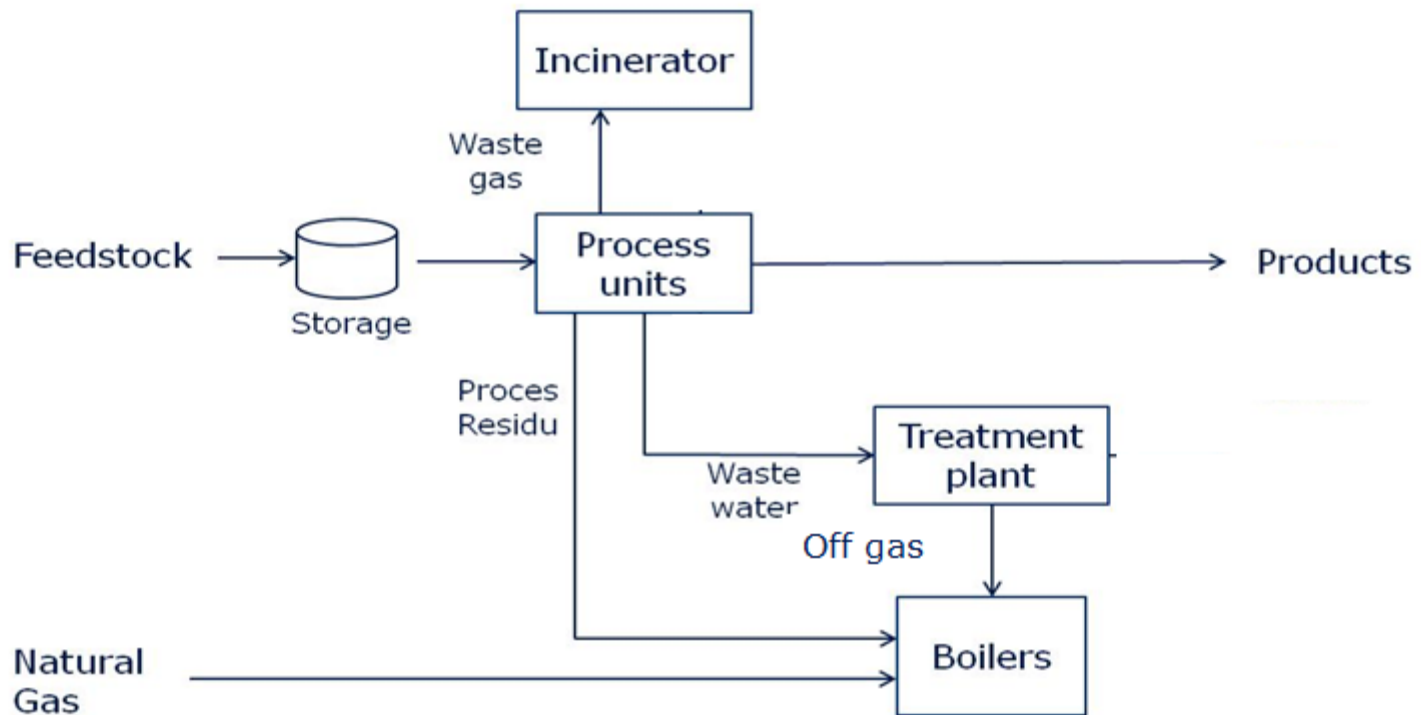 Incinerator
Waste
gas
Feedstock
Storage
Process
units
Products
Proces
Residu
Waste
water
Treatment
plant
Off gas
Boilers
Natural
Gas